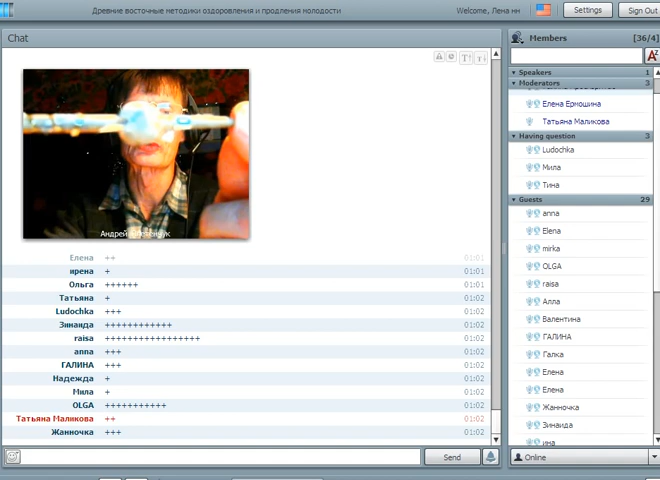 Древние восточные методики оздоровления и продления молодости
Welcome, Лена нн
Settings
Sign Out
Chat
Members
[36/4]
Андрей
Елена ++ 01:01
ирена + 01:01
Ольга ++++++ 01:02
Татьяна + 01:02
Ludochka +++ 01:02
Зинаида ++++++++++++ 01:02
raisa +++++++++++++++++ 01:02
anna +++ 01:02
ГАЛИНА +++ 01:02
Надежда + 01:02
Мила + 01:02
OLGA +++++++++++ 01:02
Татьяна Маликова ++ 01:02
Жанночка +++ 01:02
Send
Speakers 1
Moderators 3
Елена Ермошина
Татьяна Маликова
Having question 3
Ludochka
Мила
Тина
Guests 29
anna
Elena
mirka
OLGA
raisa
Алла
Валентина
ГАЛИНА
Галка
Елена
Елена
Жанночка
Зинаида
ина
Online